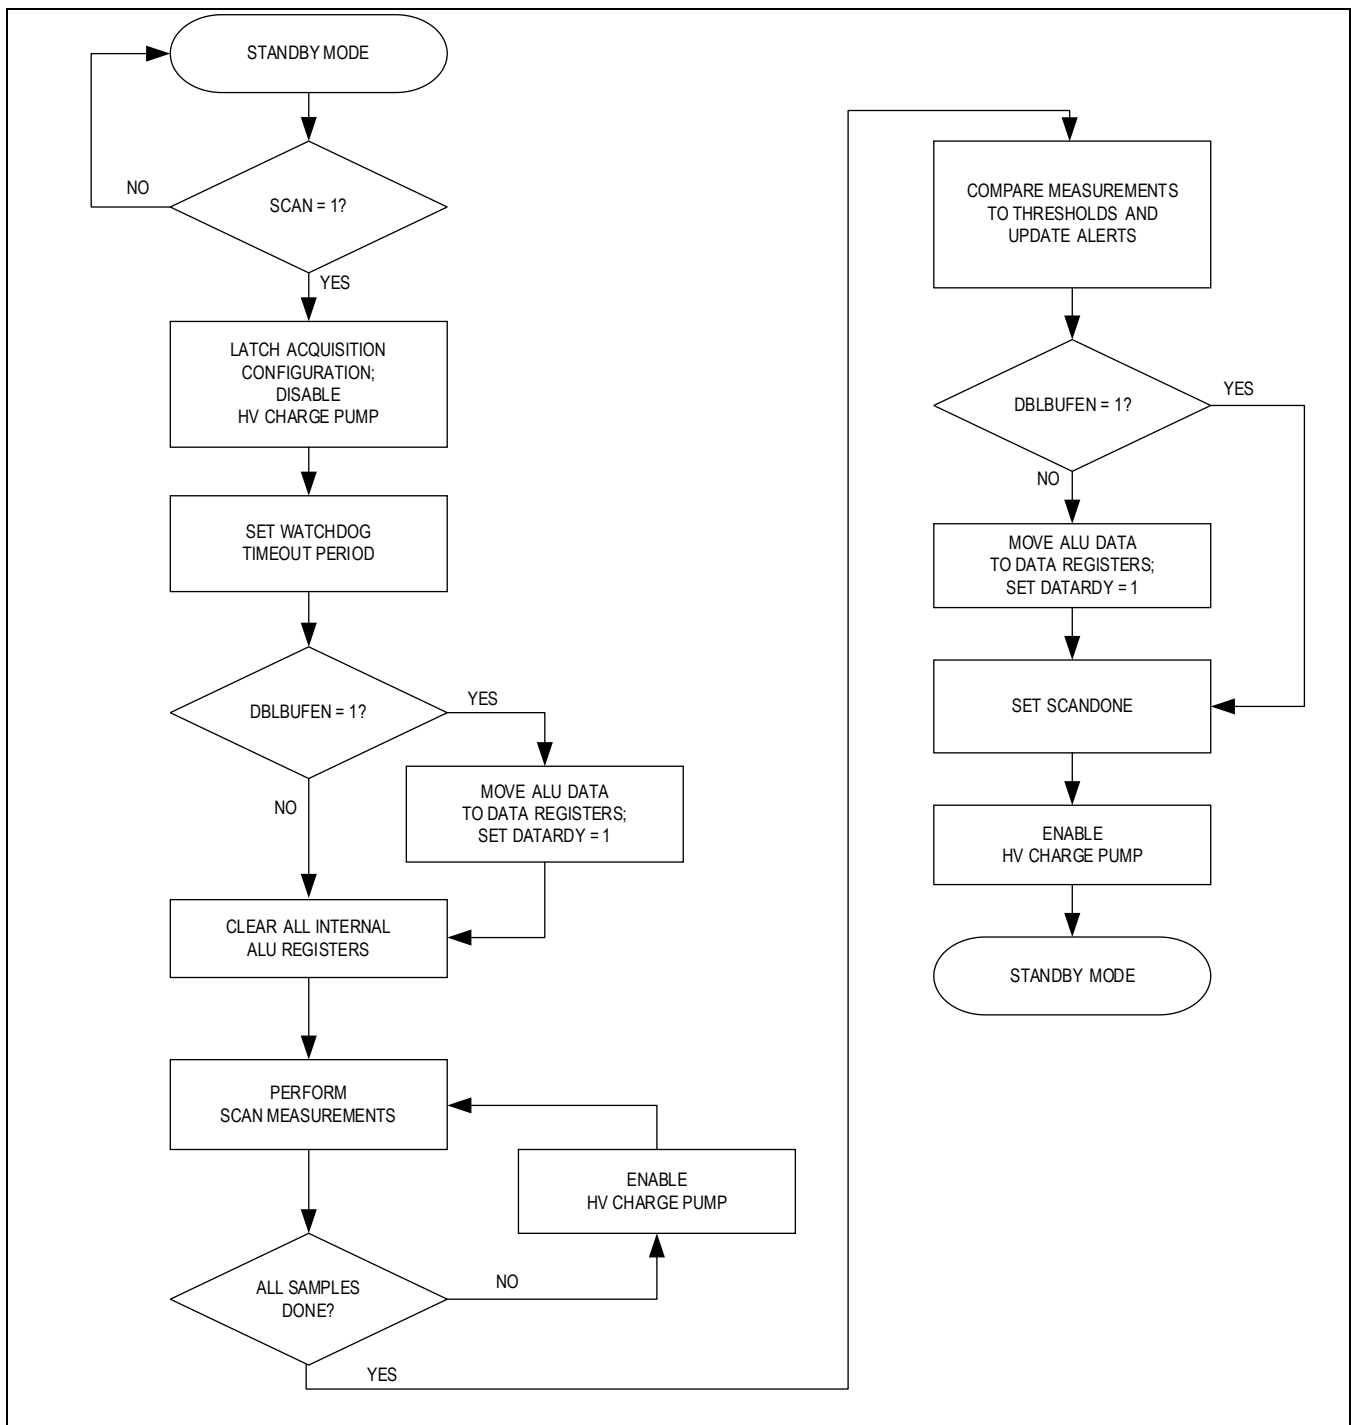 STANDBY MODE
NO
SCAN = 1?
YES
LATCH ACQUISITION
CONFIGURATION;
DISABLE
HV CHARGE PUMP
SET WATCHDOG
TIMEOUT PERIOD
DBLBUFEN = 1?
YES
NO
MOVE ALU DATA
TO DATA REGISTERS;
SET DATARDY = 1
CLEAR ALL INTERNAL
ALU REGISTERS
PERFORM
SCAN MEASUREMENTS
ENABLE
HV CHARGE PUMP
ALL SAMPLES
DONE?
NO
YES
COMPARE MEASUREMENTS
TO THRESHOLDS AND
UPDATE ALERTS
DBLBUFEN = 1?
YES
NO
MOVE ALU DATA
TO DATA REGISTERS;
SET DATARDY = 1
SET SCANDONE
ENABLE
HV CHARGE PUMP
STANDBY MODE